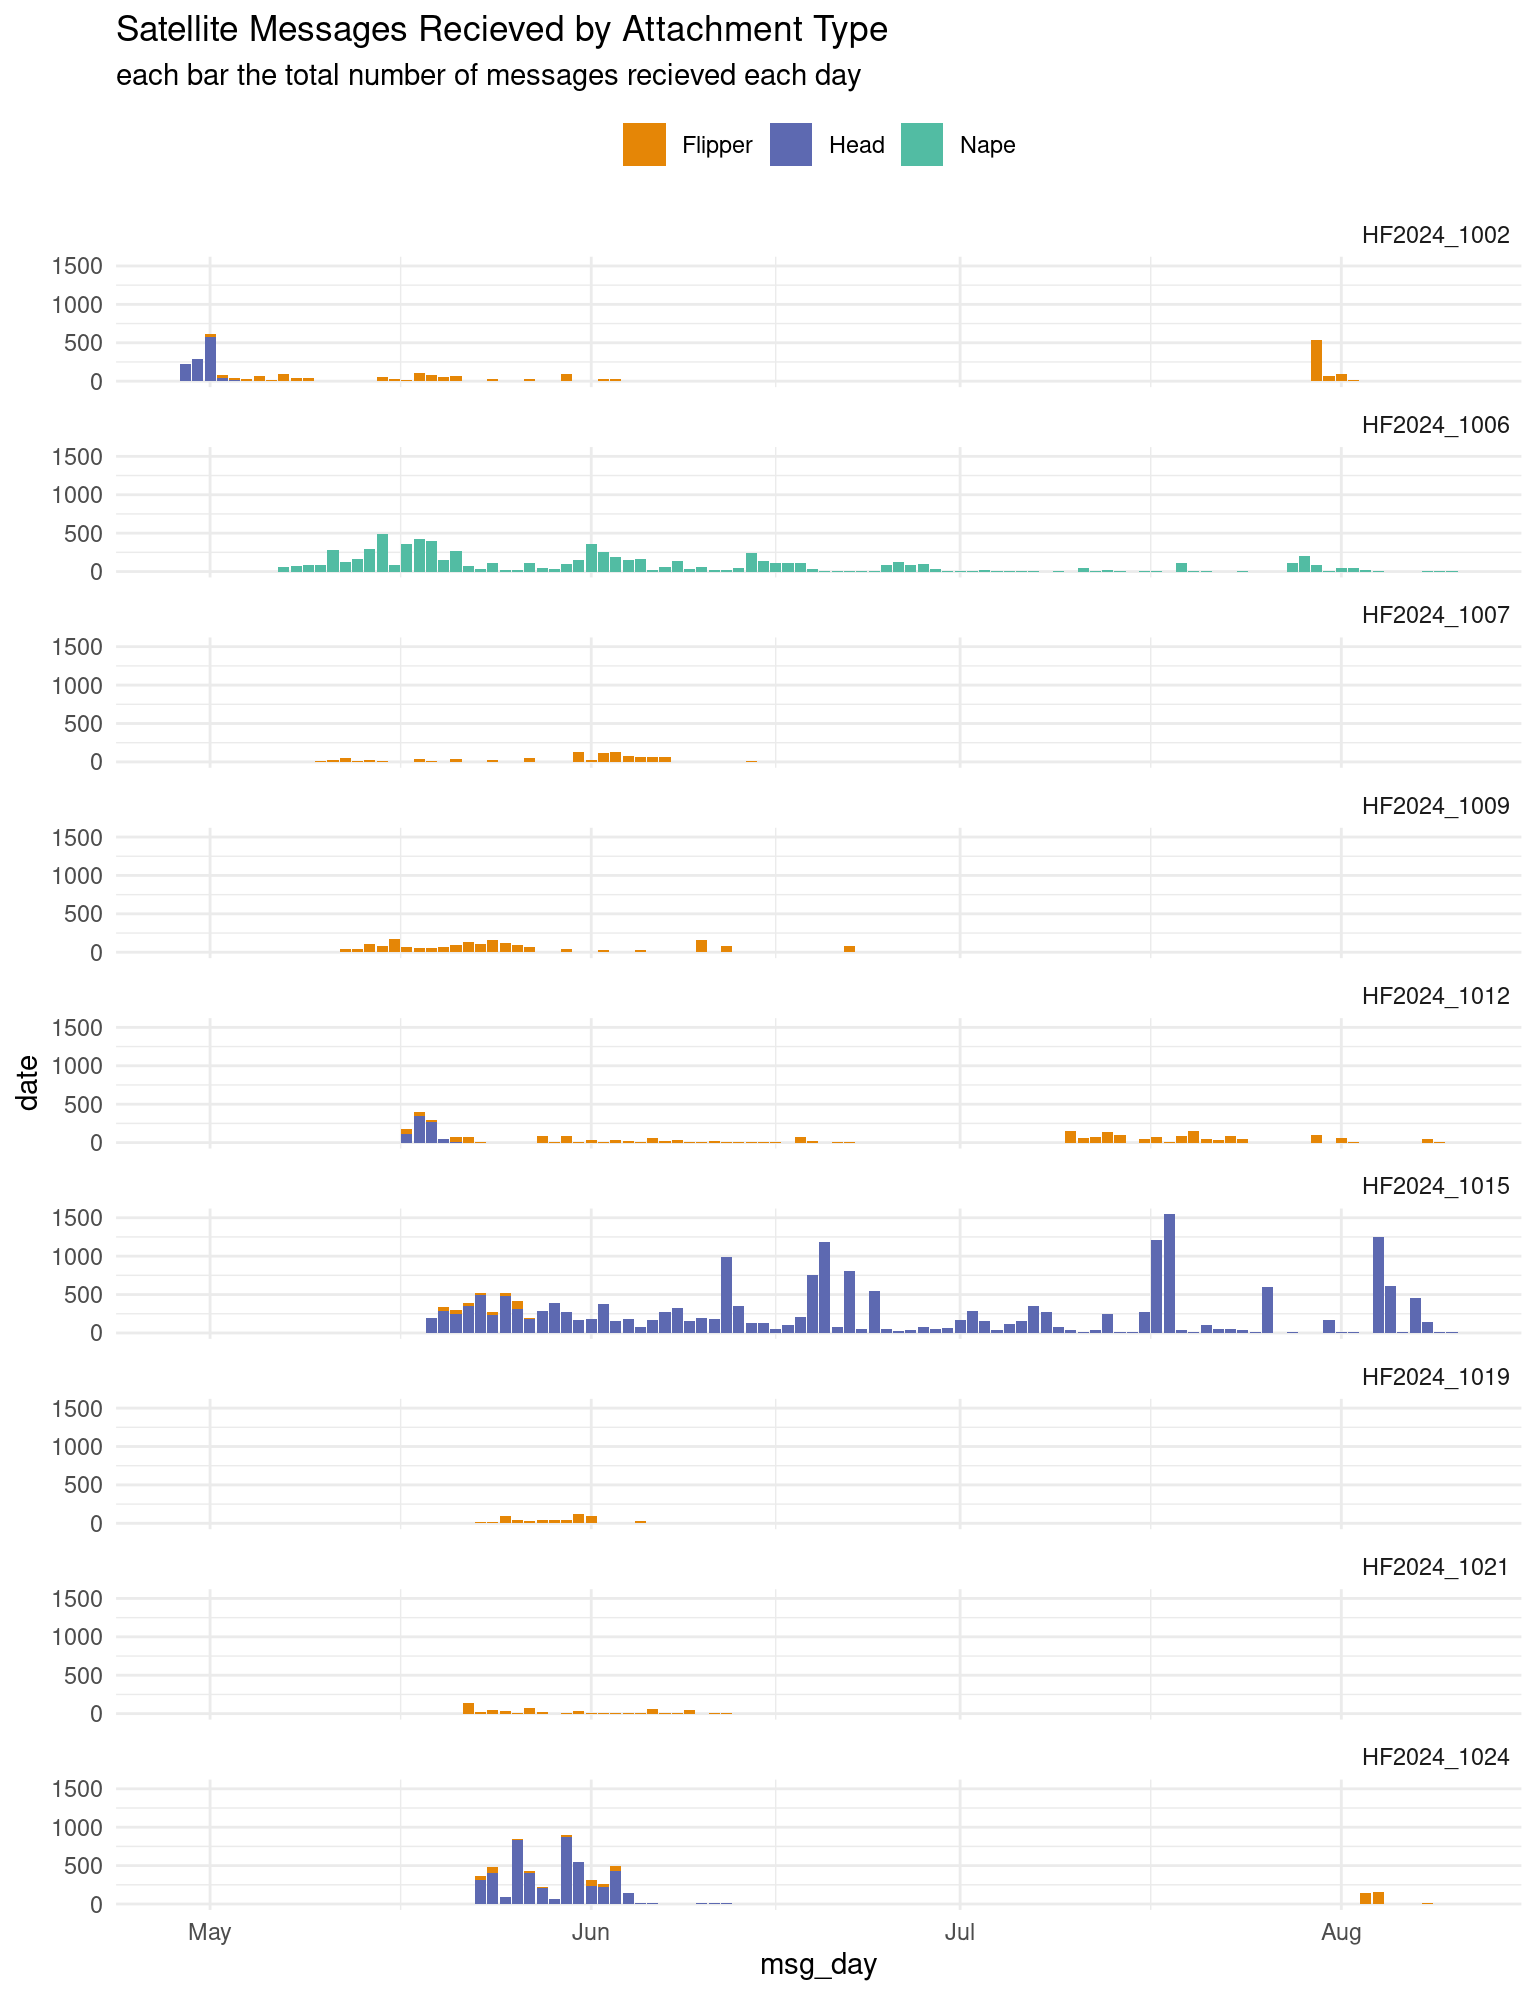 Satellite Messages Recieved by Attachment Type
each bar the total number of messages recieved each day
Flipper Head Nape
HF2024_1002
1500
1000
500
0
HF2024_1006
1500
1000
500
0
HF2024_1007
1500
1000
500
0
HF2024_1009
1500
1000
500
0
HF2024_1012
1500
1000
500
0
date
HF2024_1015
1500
1000
500
0
HF2024_1019
1500
1000
500
0
HF2024_1021
1500
1000
500
0
HF2024_1024
1500
1000
500
0
May Jun Jul Aug
msg_day